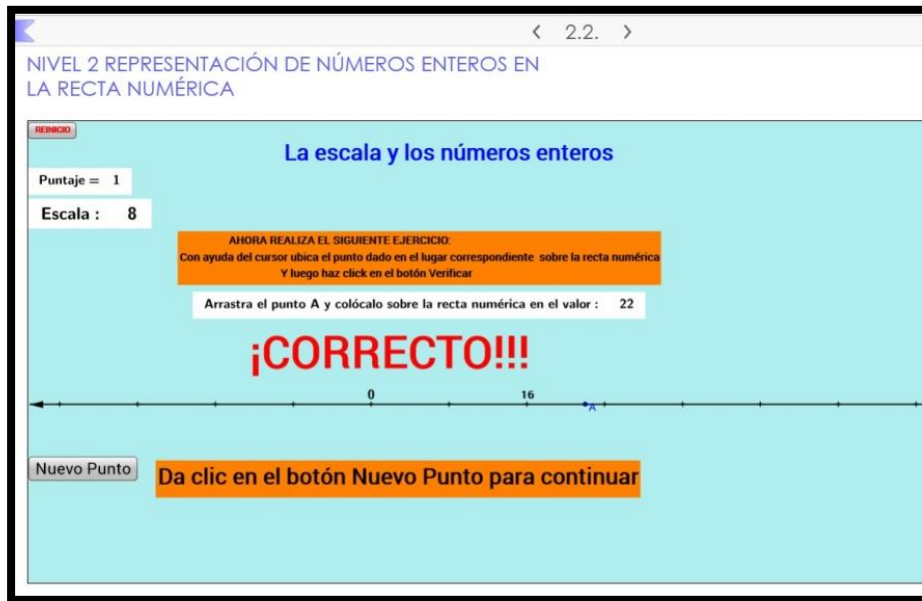 2.2.
NIVEL 2 REPRESENTACIÓN DE NÚMEROS ENTEROS EN
LA RECTA NUMÉRICA
REINICIO
La escala y los números enteros
Puntaje = 1
Escala : 8
AHORA REALIZA EL SIGUIENTE EJERCICIO:
Con ayuda del cursor ubica el punto dado en el lugar correspondiente sobre la recta numérica
Y luego haz click en el botón Verificar
Arrastra el punto A y colócalo sobre la recta numérica en el valor : 22
¡CORRECTO!!!
0 16
A
Nuevo Punto
Da clic en el botón Nuevo Punto para continuar